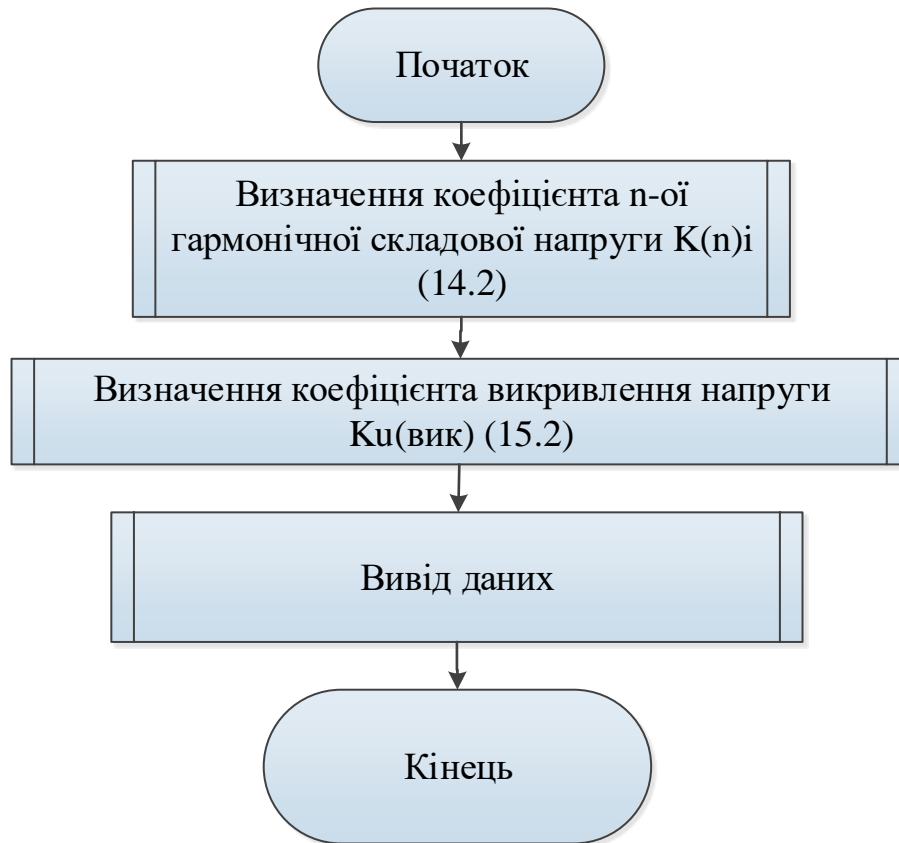 Початок
Визначення коефіцієнта n-ої
гармонічної складової напруги K(n)i
(14.2)
Визначення коефіцієнта викривлення напруги
Ku(вик) (15.2)
Вивід даних
Кінець